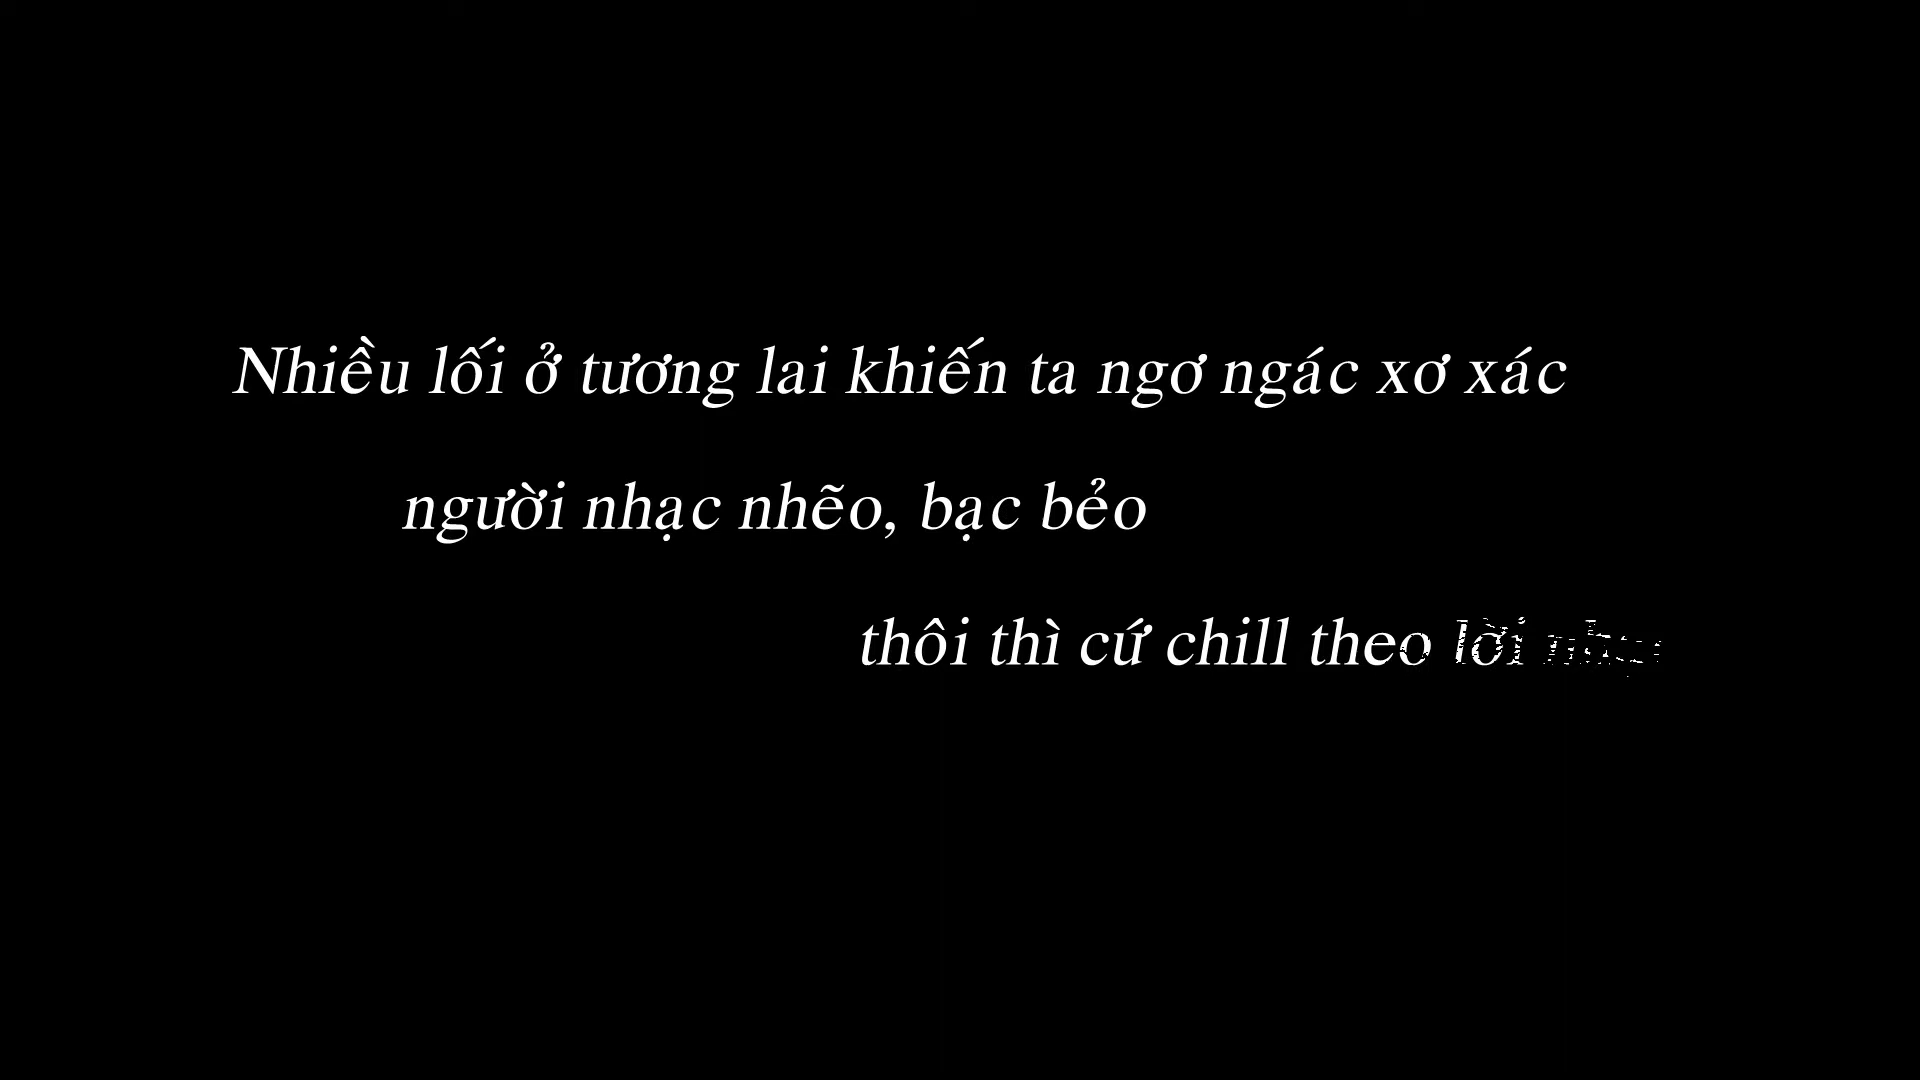 Nhiều lối ở tương lai khiến ta ngơ ngác xơ xác
người nhạc nhẽo, bạc bẻo
thôi thì cứ chill theo lời